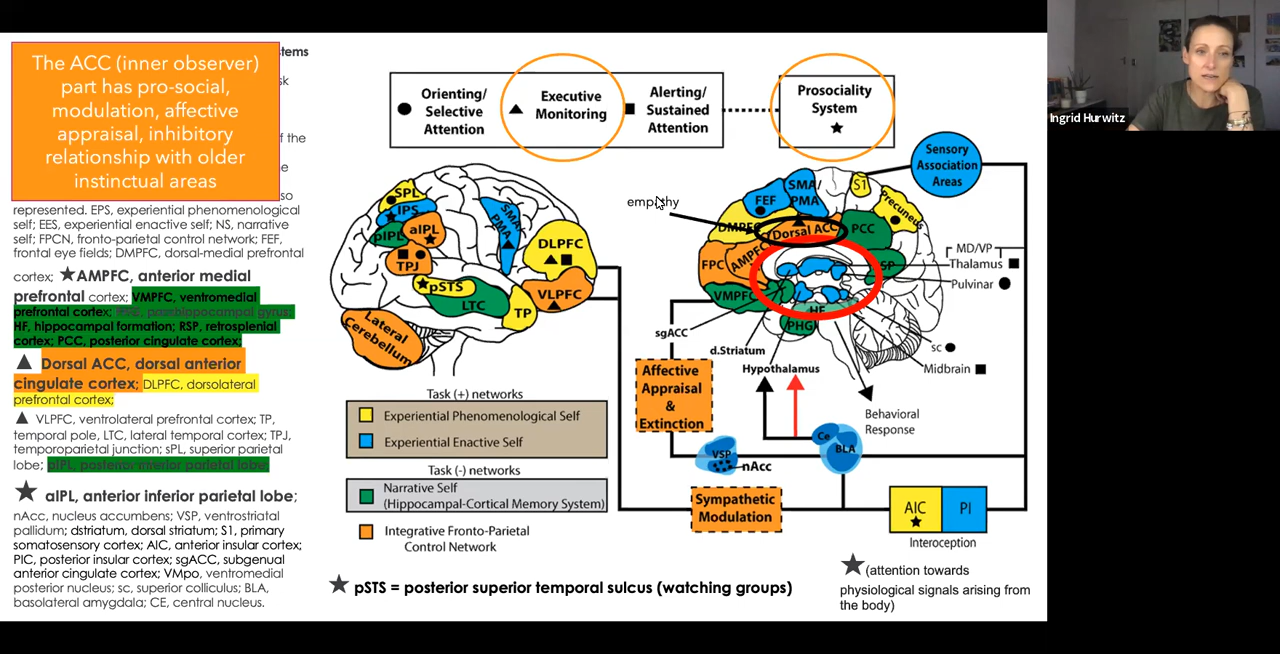 The ACC (inner observer)
part has pro-social,
modulation, affective
appraisal, inhibitory
relationship with older
instinctual areas
stems
sk
f the
e
so
represented. EPS, experiential phenomenological
self; EES, experiential enactive self; NS, narrative
self; FPCN, fronto-parietal control network; FEF,
frontal eye fields; DMPFC, dorsal-medial prefrontal
cortex; ★AMPFC, anterior medial
prefrontal cortex; VMPFC, ventromedial
prefrontal cortex; PHG, parahippocampal gyrus;
HF, hippocampal formation; RSP, retrosplenial
cortex; PCC, posterior cingulate cortex;
▲ Dorsal ACC, dorsal anterior
cingulate cortex; DLPFC, dorsolateral
prefrontal cortex;
▲ VLPFC, ventrolateral prefrontal cortex; TP,
temporal pole, LTC, lateral temporal cortex; TPJ,
temporoparietal junction; sPL, superior parietal
lobe; pIPL, posterior inferior parietal lobe;
★ aIPL, anterior inferior parietal lobe;
nAcc, nucleus accumbens; VSP, ventrostriatal
pallidum; dstriatum, dorsal striatum; S1, primary
somatosensory cortex; AIC, anterior insular cortex;
PIC, posterior insular cortex; sgACC, subgenual
anterior cingulate cortex; VMpo, ventromedial
posterior nucleus; sc, superior colliculus; BLA,
basolateral amygdala; CE, central nucleus.
Orienting/
Selective
Attention
Executive
Monitoring
Alerting/
Sustained
Attention
Prosociality
System
Sensory
Association
Areas
SPL
IPS
pIPL
aIPL
TPJ
pSTS
LTC
TP
SMA/
PMA
DLPFC
VLPFC
Lateral
Cerebellum
empathy
FEF
SMA/
PMA
S1
Precuneus
DMPFC
Dorsal ACC
PCC
FPC
AMPFC
VMPFC
SP
HF
PHG
MD/VP
Thalamus
Pulvinar
sc
Midbrain
sgACC
d.Striatum
Hypothalamus
Behavioral
Response
Affective
Appraisal
&
Extinction
Ce
BLA
VSP
nAcc
Sympathetic
Modulation
AIC
PI
Interoception
Task (+) networks
Experiential Phenomenological Self
Experiential Enactive Self
Task (-) networks
Narrative Self
(Hippocampal-Cortical Memory System)
Integrative Fronto-Parietal
Control Network
★ pSTS = posterior superior temporal sulcus (watching groups)
★ (attention towards
physiological signals arising from
the body)
Ingrid Hurwitz